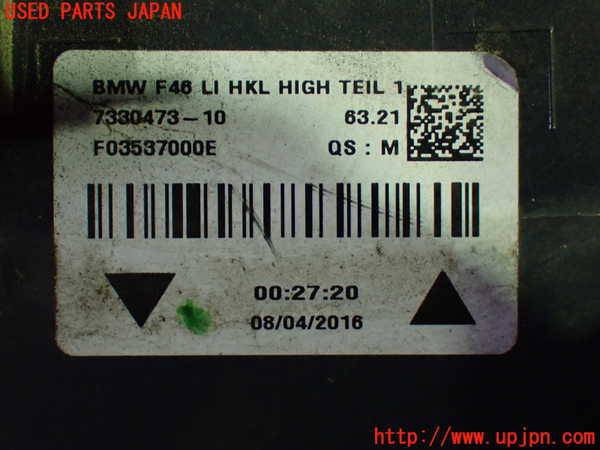 USED PARTS JAPAN
BMW F46 LI HKL HIGH TEIL 1
7330473-10 63.21
F03537000E QS : M
00:27:20
08/04/2016
http://www.upjpn.com/